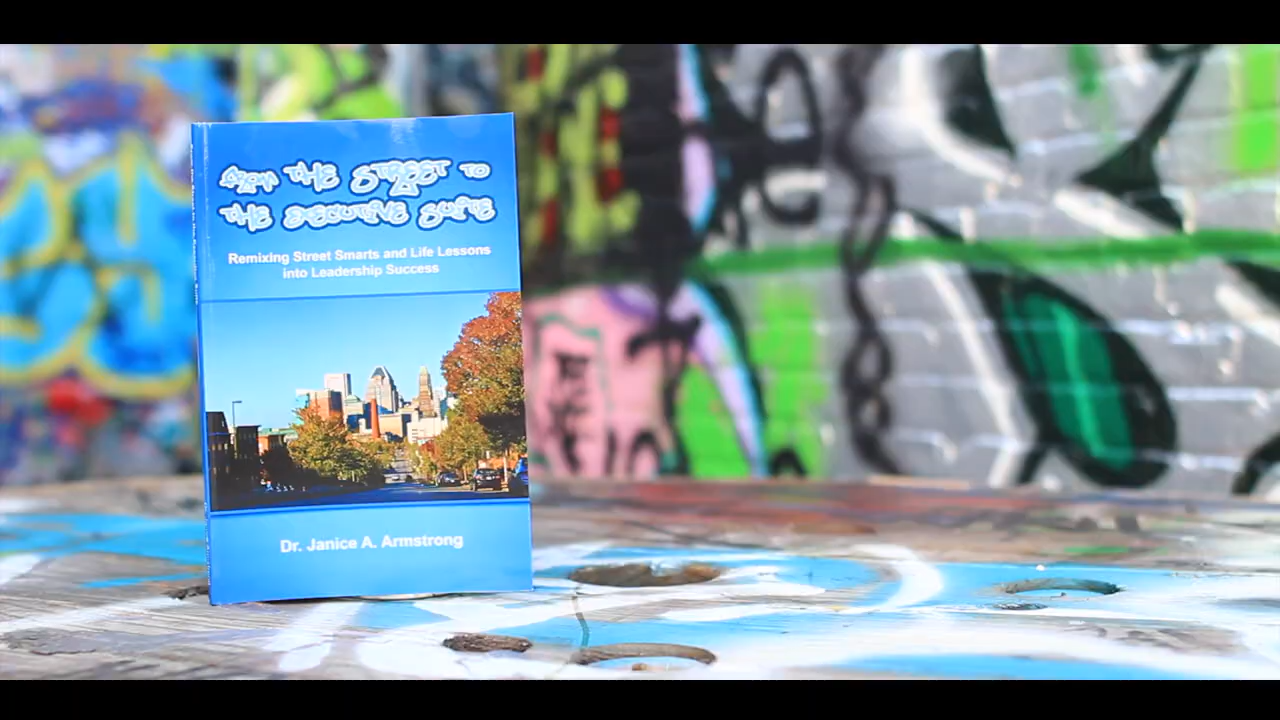 FROM THE STREET TO
THE EXECUTIVE SUITE
Remixing Street Smarts and Life Lessons
into Leadership Success
Dr. Janice A. Armstrong